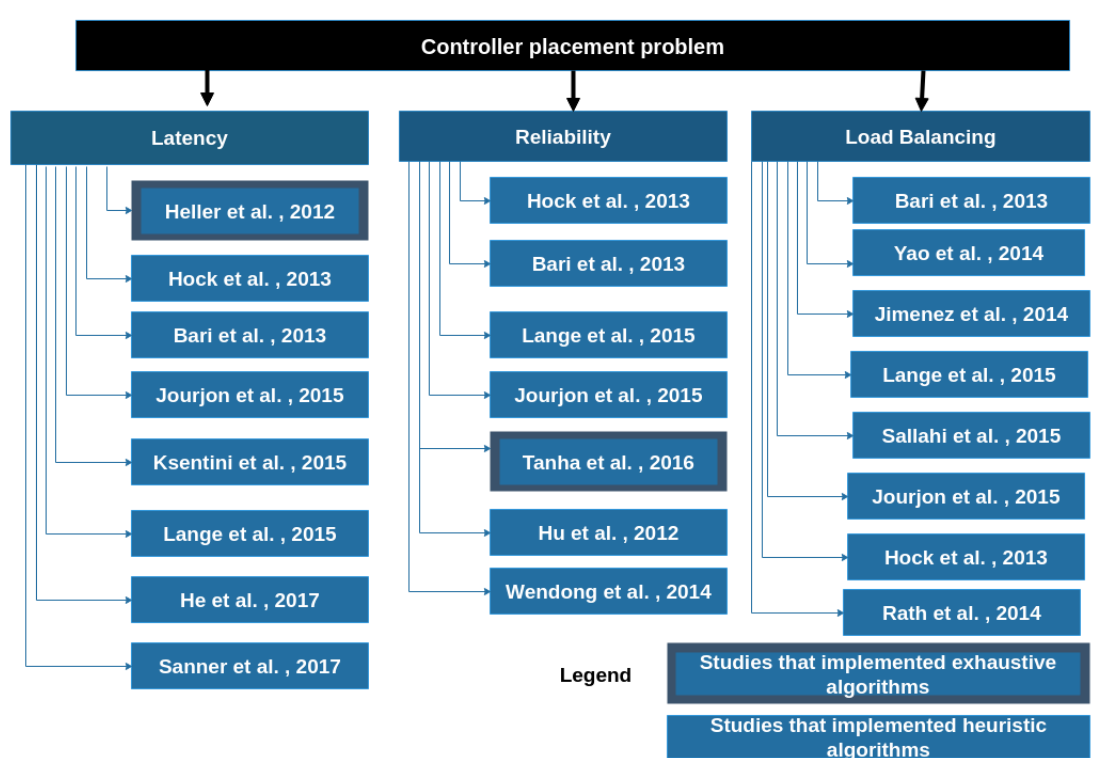 Controller placement problem
Latency
Heller et al. , 2012
Hock et al. , 2013
Bari et al. , 2013
Jourjon et al. , 2015
Ksentini et al. , 2015
Lange et al. , 2015
He et al. , 2017
Sanner et al. , 2017
Reliability
Hock et al. , 2013
Bari et al. , 2013
Lange et al. , 2015
Jourjon et al. , 2015
Tanha et al. , 2016
Hu et al. , 2012
Wendong et al. , 2014
Load Balancing
Bari et al. , 2013
Yao et al. , 2014
Jimenez et al. , 2014
Lange et al. , 2015
Sallahi et al. , 2015
Jourjon et al. , 2015
Hock et al. , 2013
Rath et al. , 2014
Legend
Studies that implemented exhaustive
algorithms
Studies that implemented heuristic
algorithms